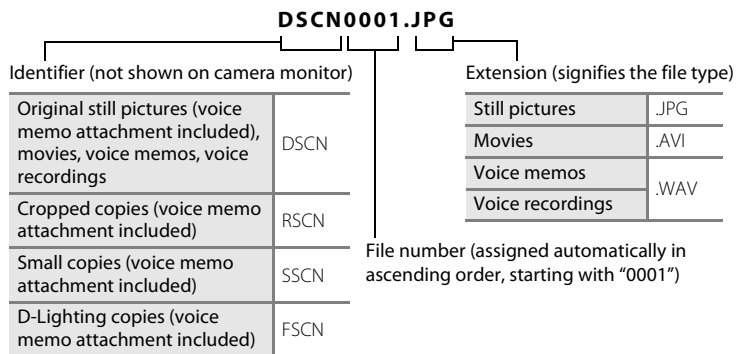 DSCN0001.JPG
Identifier (not shown on camera monitor)
Original still pictures (voice
memo attachment included),
movies, voice memos, voice
recordings
DSCN
Cropped copies (voice memo
attachment included)
RSCN
Small copies (voice memo
attachment included)
SSCN
D-Lighting copies (voice
memo attachment included)
FSCN
Extension (signifies the file type)
Still pictures
.JPG
Movies
.AVI
Voice memos
Voice recordings
.WAV
File number (assigned automatically in
ascending order, starting with “0001”)